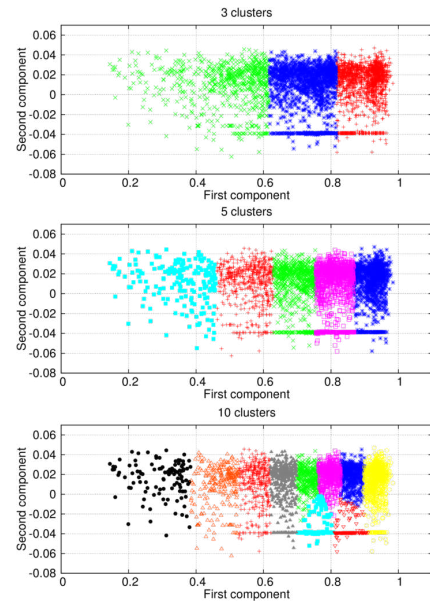 3 clusters
0.06
0.04
0.02
0
-0.02
-0.04
-0.06
-0.08
Second component
0 0.2 0.4 0.6 0.8 1
First component
5 clusters
0.06
0.04
0.02
0
-0.02
-0.04
-0.06
-0.08
Second component
0 0.2 0.4 0.6 0.8 1
First component
10 clusters
0.06
0.04
0.02
0
-0.02
-0.04
-0.06
-0.08
Second component
0 0.2 0.4 0.6 0.8 1
First component